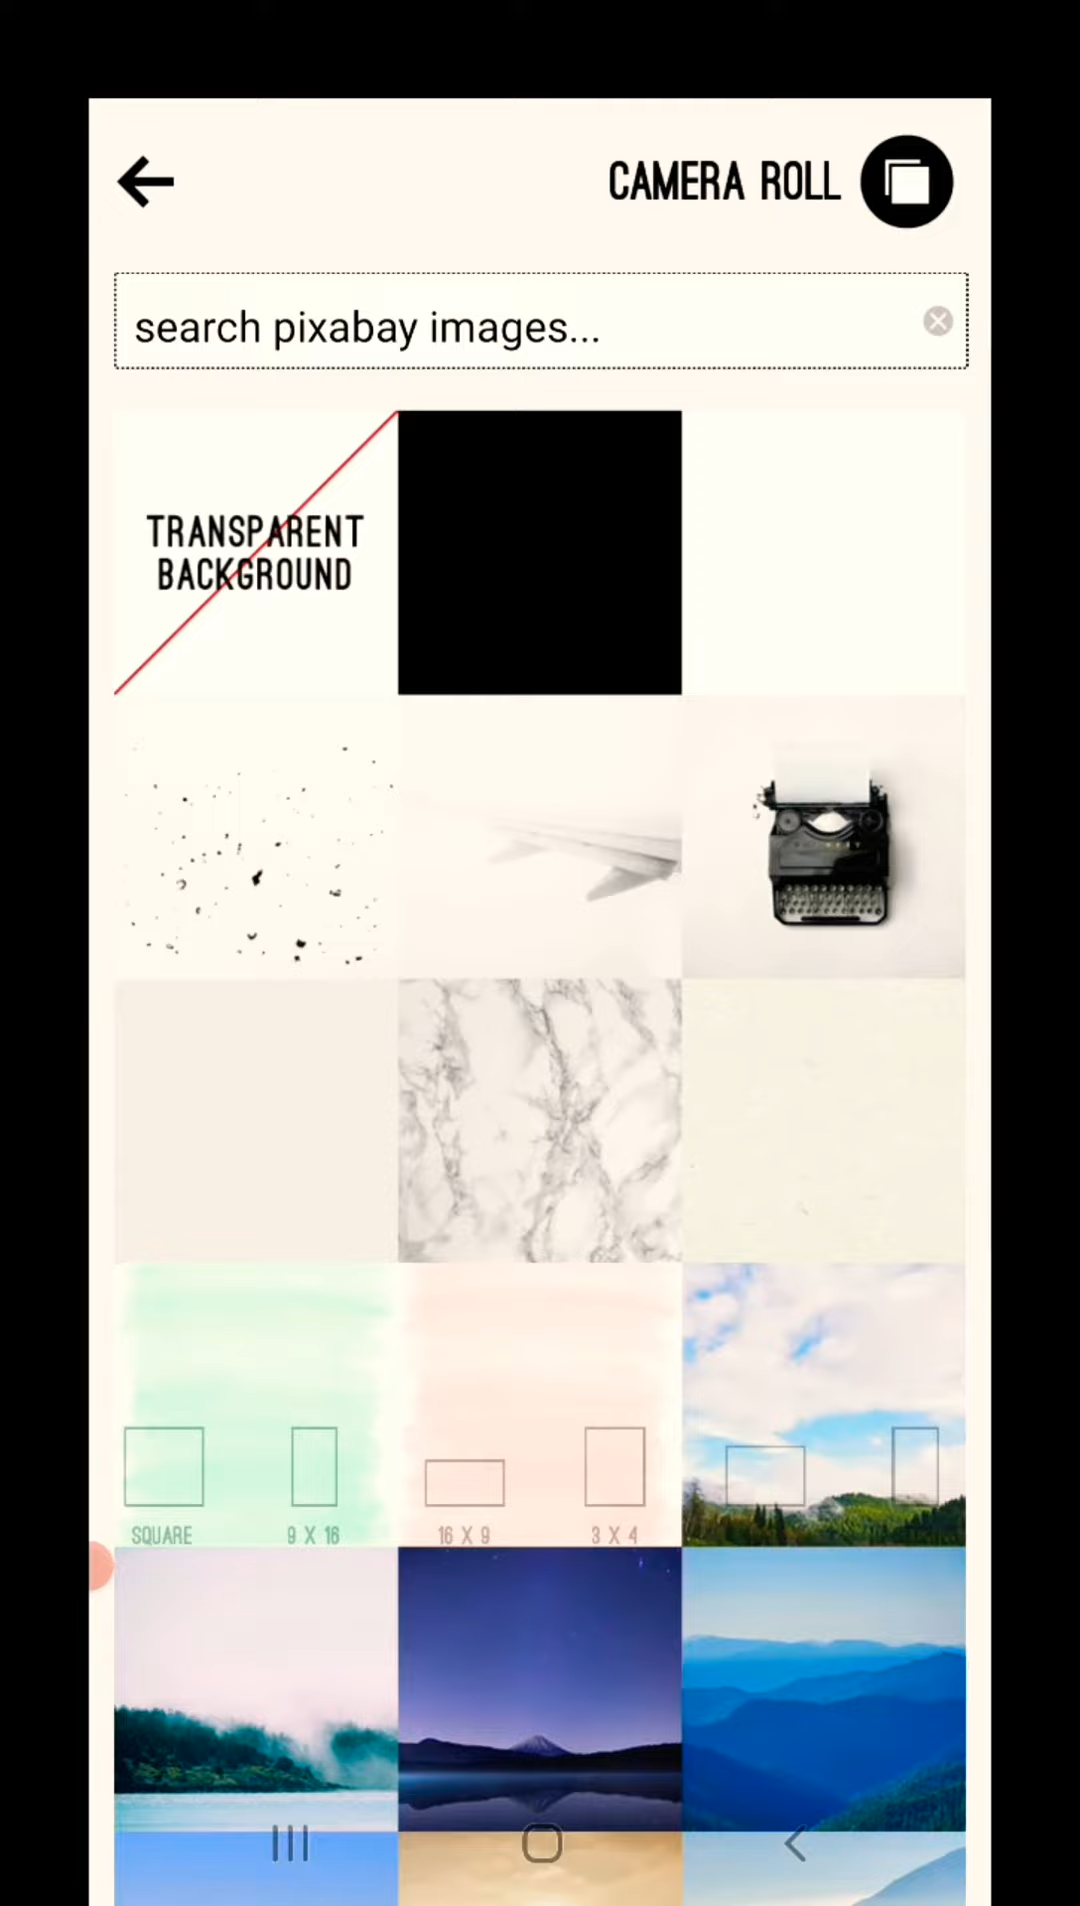 CAMERA ROLL
search pixabay images...
TRANSPARENT
BACKGROUND
SQUARE
9 X 16
16 X 9
3 X 4